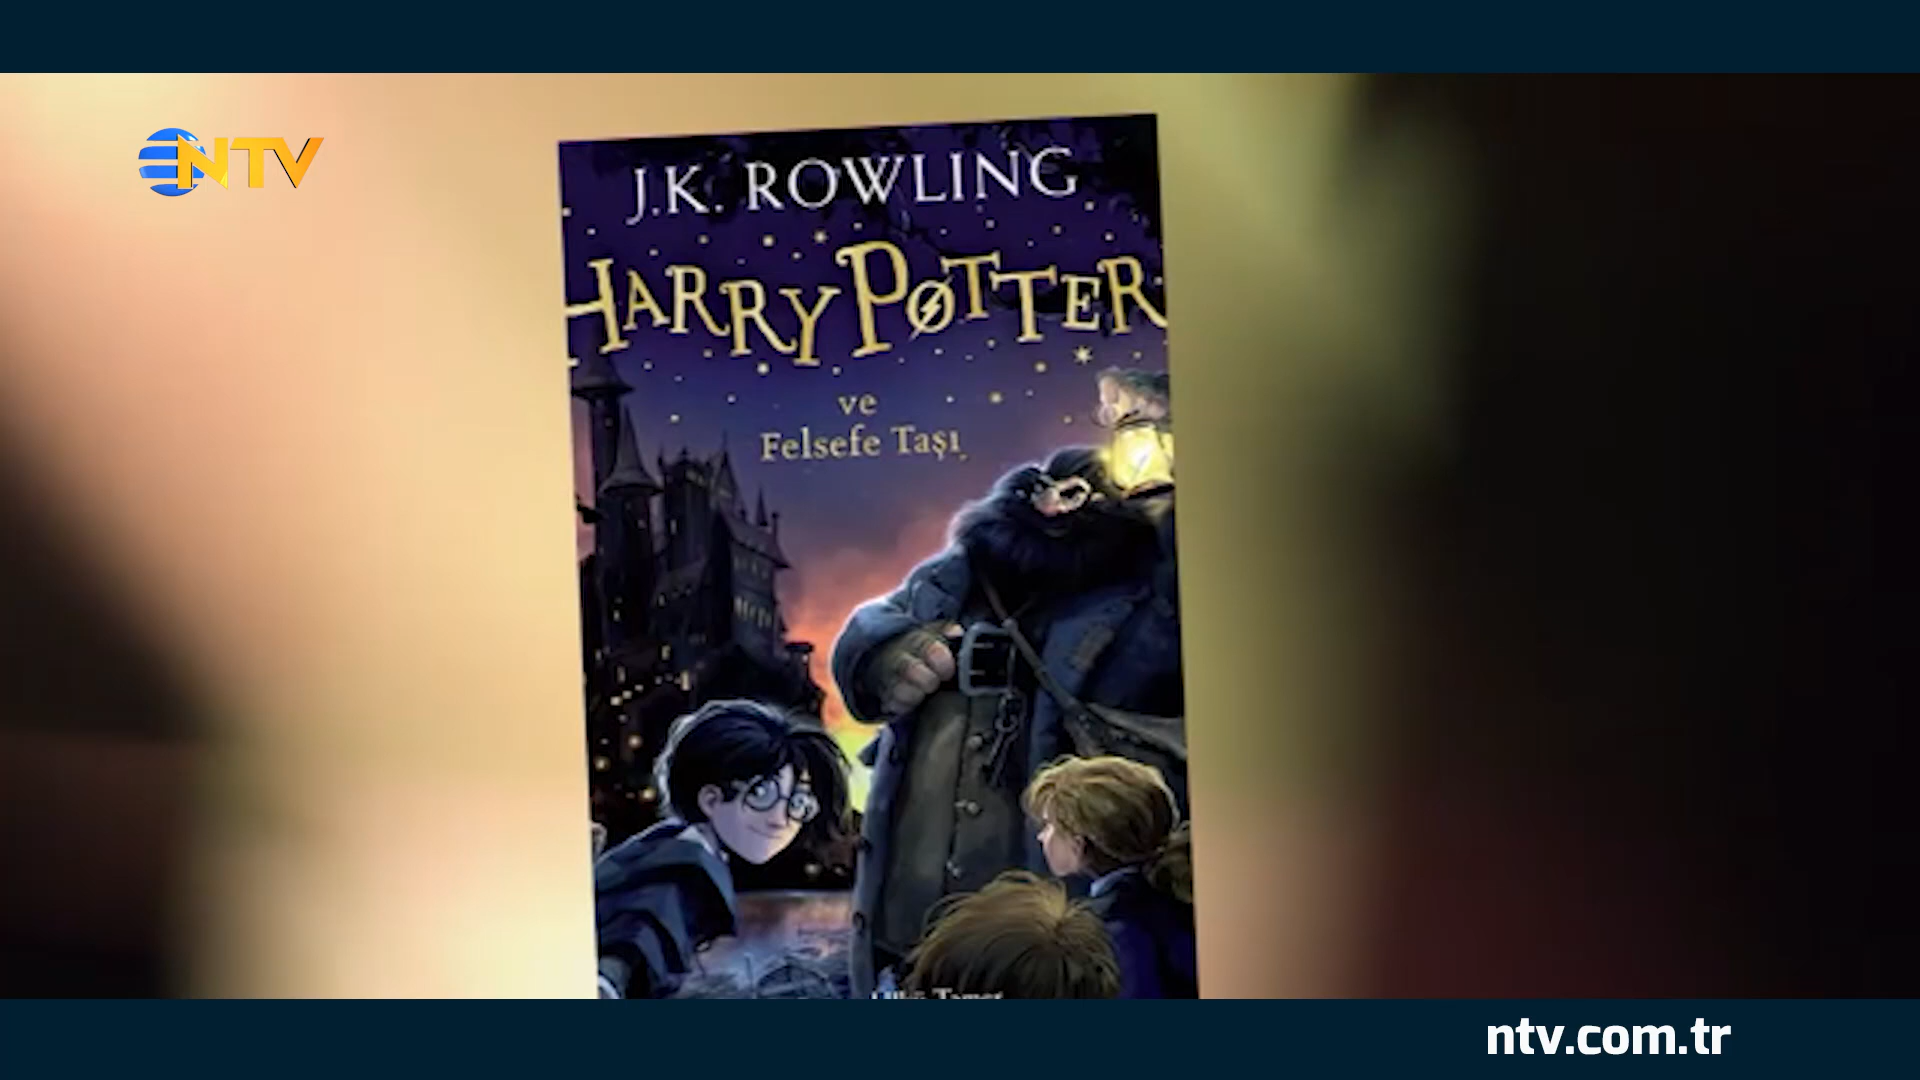 NTV
J.K. ROWLING
HARRY POTTER
ve
Felsefe Taşı
ntv.com.tr